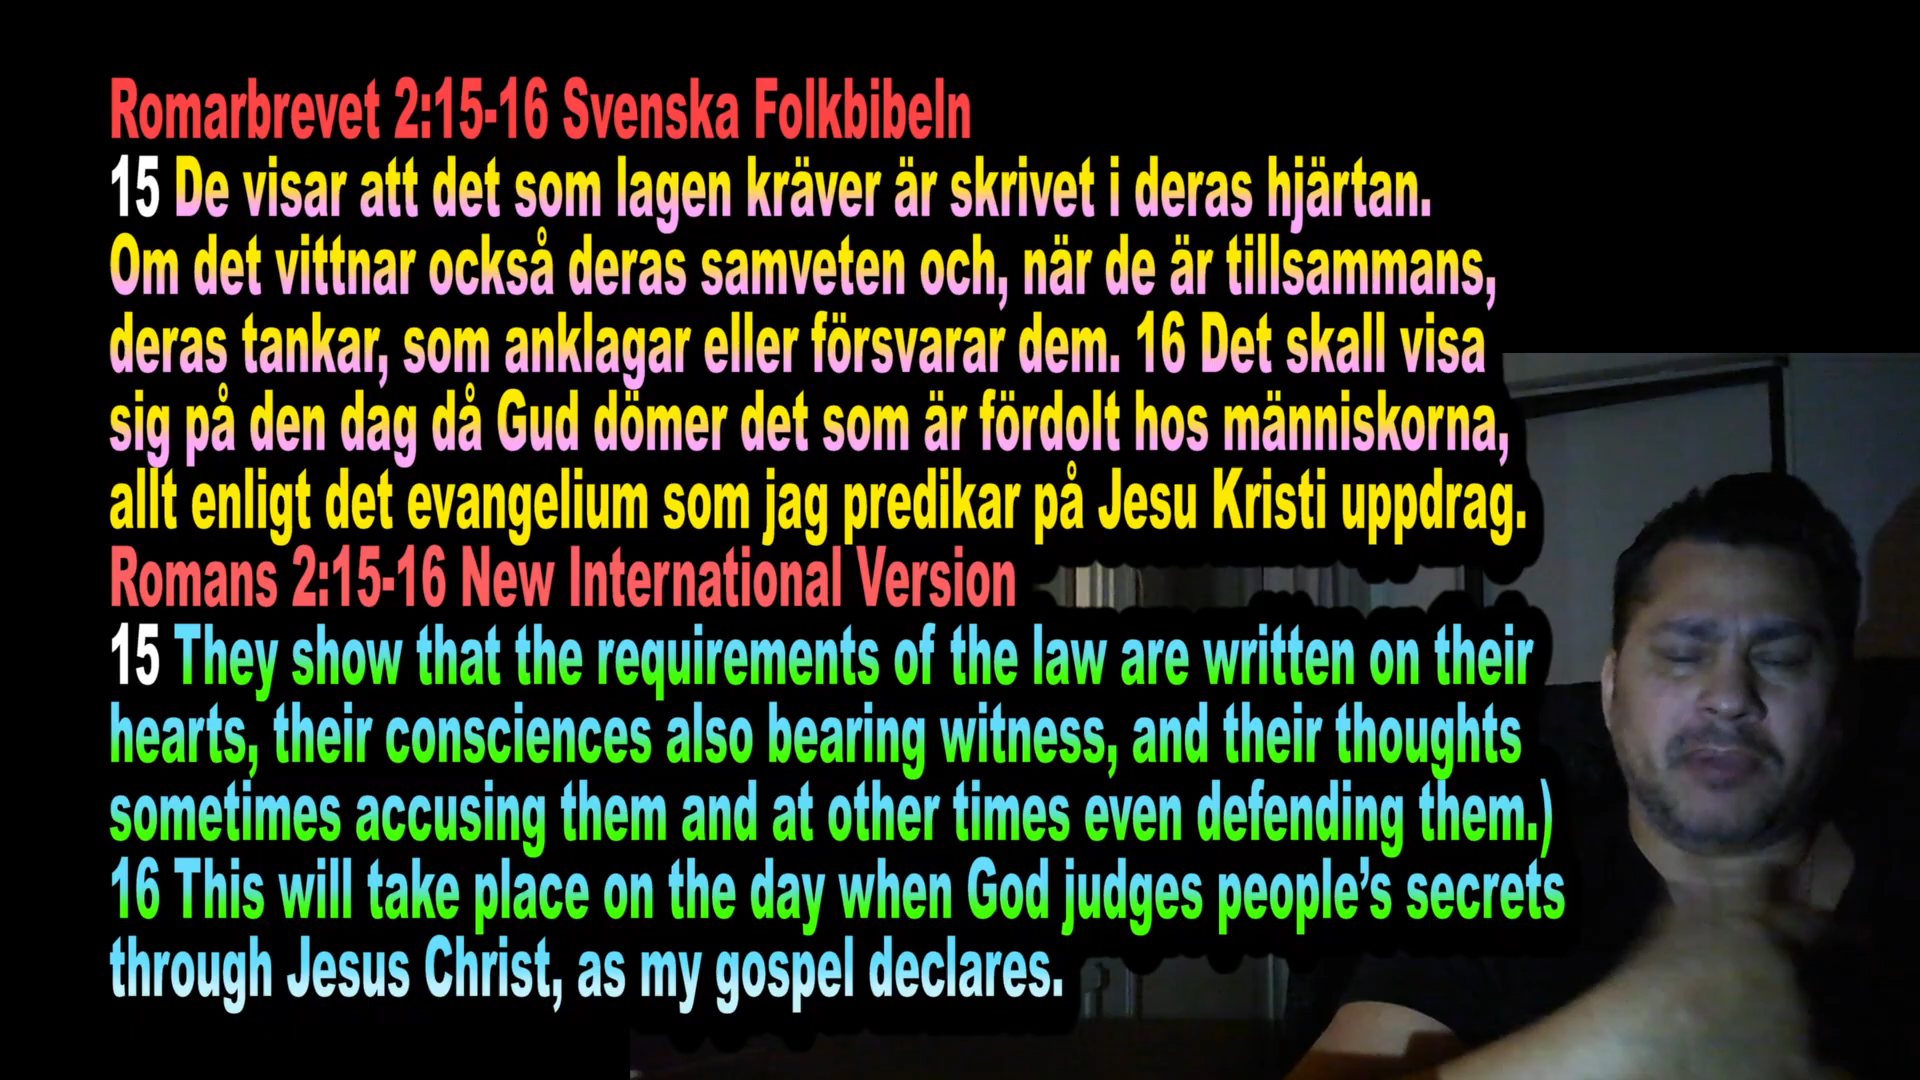 Romarbrevet 2:15-16 Svenska Folkbibeln
15 De visar att det som lagen kräver är skrivet i deras hjärtan.
Om det vittnar också deras samveten och, när de är tillsammans,
deras tankar, som anklagar eller försvarar dem. 16 Det skall visa
sig på den dag då Gud dömer det som är fördolt hos människorna,
allt enligt det evangelium som jag predikar på Jesu Kristi uppdrag.
Romans 2:15-16 New International Version
15 They show that the requirements of the law are written on their
hearts, their consciences also bearing witness, and their thoughts
sometimes accusing them and at other times even defending them.)
16 This will take place on the day when God judges people’s secrets
through Jesus Christ, as my gospel declares.